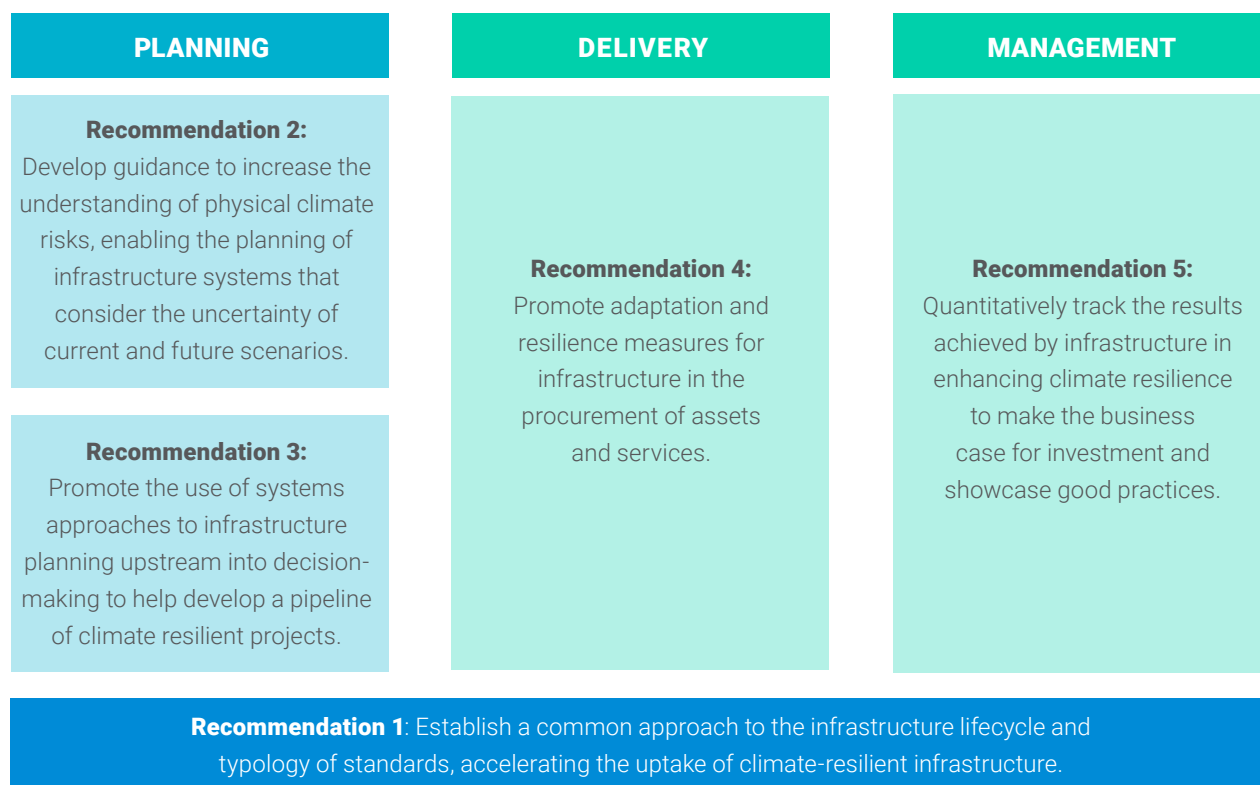 PLANNING
Recommendation 2:
Develop guidance to increase the
understanding of physical climate
risks, enabling the planning of
infrastructure systems that
consider the uncertainty of
current and future scenarios.
Recommendation 3:
Promote the use of systems
approaches to infrastructure
planning upstream into decision-
making to help develop a pipeline
of climate resilient projects.
DELIVERY
Recommendation 4:
Promote adaptation and
resilience measures for
infrastructure in the
procurement of assets
and services.
MANAGEMENT
Recommendation 5:
Quantitatively track the results
achieved by infrastructure in
enhancing climate resilience
to make the business
case for investment and
showcase good practices.
Recommendation 1: Establish a common approach to the infrastructure lifecycle and
typology of standards, accelerating the uptake of climate-resilient infrastructure.